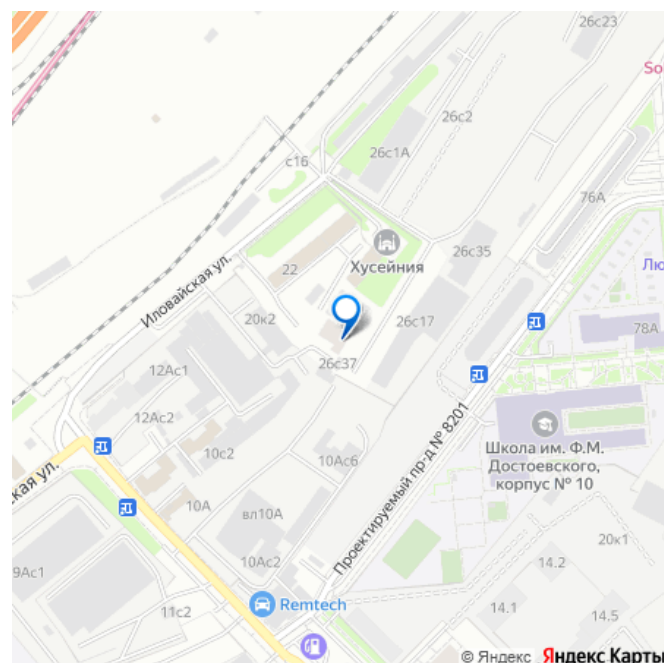 26с23
So
26с2
26с1А
с16
76А
26с35
Хусейния
Лю
22
Иловайская ул.
20к2
26с17
78А
26с37
12Ас1
12Ас2
Школа им. Ф.М.
Достоевского,
корпус № 10
10с2
10Ас6
Проектируемый пр-д № 8201
ская ул.
10А
вл10А
20к1
9Ас1
10Ас2
14.2
11с2
Remtech
14.1
14.5
© Яндекс Яндекс Карты